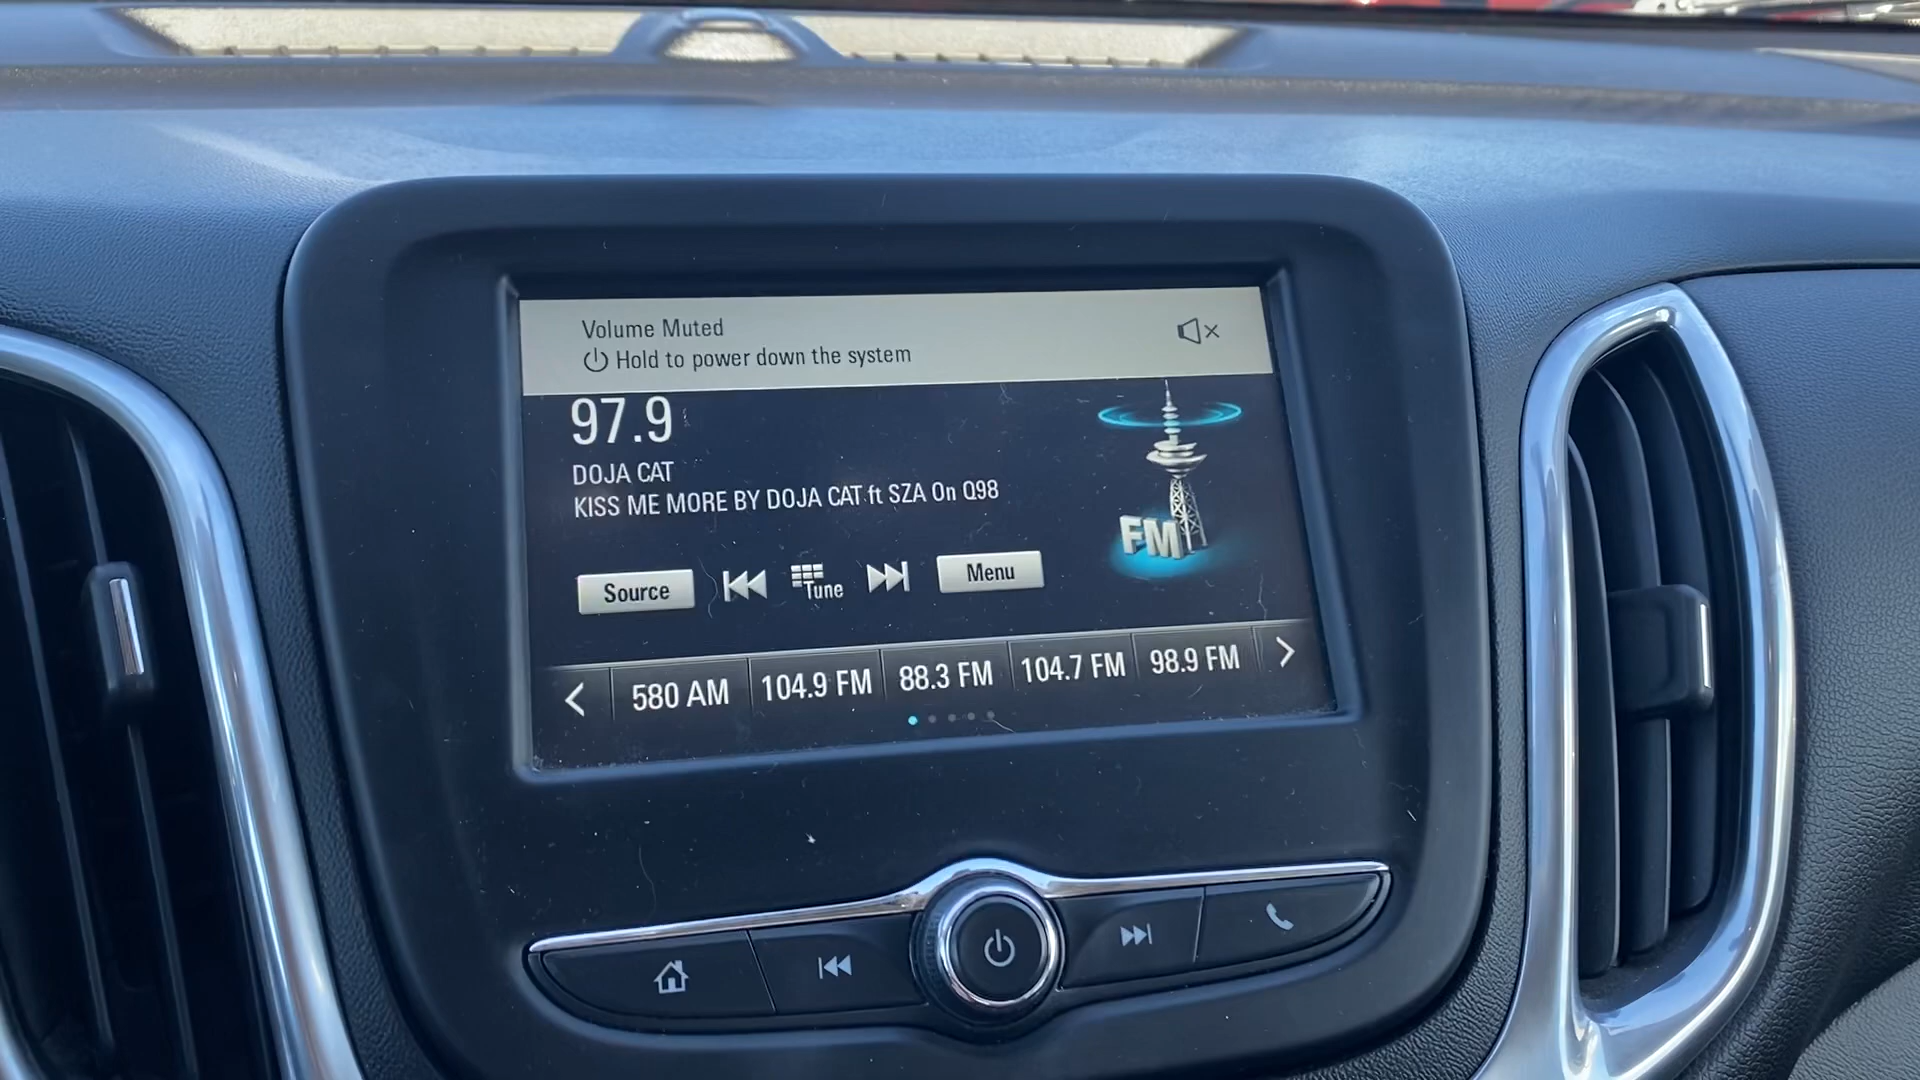 Volume Muted
Hold to power down the system
97.9
DOJA CAT
KISS ME MORE BY DOJA CAT ft SZA On Q98
FM
Source
Tune
Menu
580 AM
104.9 FM
88.3 FM
104.7 FM
98.9 FM